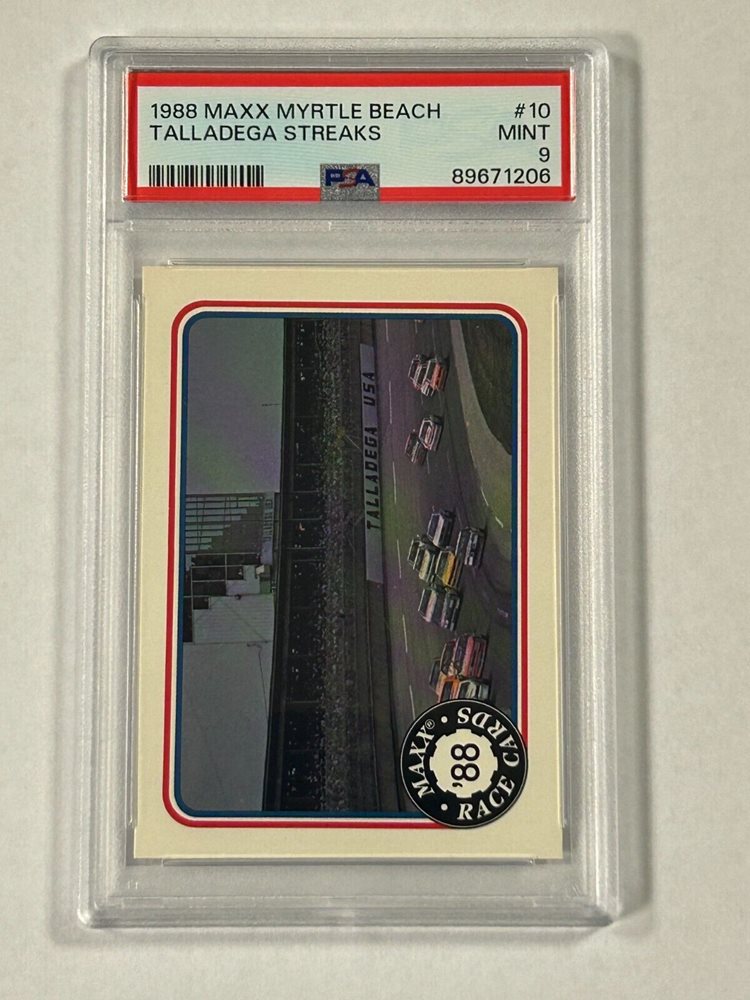 1988 MAXX MYRTLE BEACH #10
TALLADEGA STREAKS MINT
9
PSA 89671206
TALLADEGA USA
MAXX® • RACE CARDS •
'88